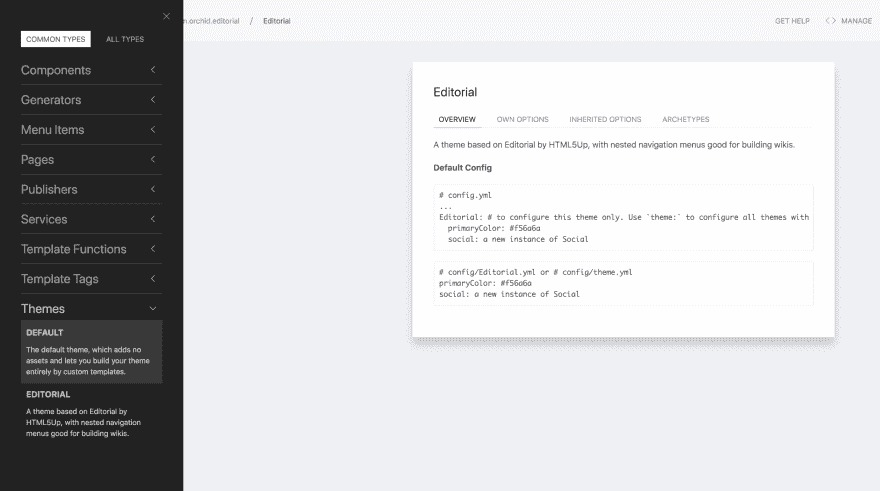 n.orchid.editorial / Editorial
GET HELP <> MANAGE
COMMON TYPES ALL TYPES
Components
Generators
Menu Items
Pages
Publishers
Services
Template Functions
Template Tags
Themes
DEFAULT
The default theme, which adds no
assets and lets you build your theme
entirely by custom templates.
EDITORIAL
A theme based on Editorial by
HTML5Up, with nested navigation
menus good for building wikis.
Editorial
OVERVIEW OWN OPTIONS INHERITED OPTIONS ARCHETYPES
A theme based on Editorial by HTML5Up, with nested navigation menus good for building wikis.
Default Config
# config.yml
...
Editorial: # to configure this theme only. Use `theme:` to configure all themes with
primaryColor: #f56a6a
social: a new instance of Social
# config/Editorial.yml or # config/theme.yml
primaryColor: #f56a6a
social: a new instance of Social